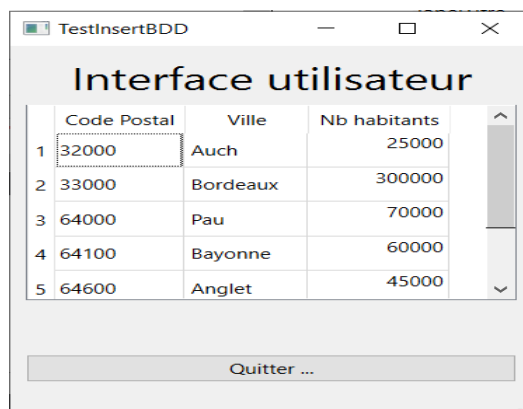 TestInsertBDD
Interface utilisateur
Code Postal Ville Nb habitants
1 32000 Auch 25000
2 33000 Bordeaux 300000
3 64000 Pau 70000
4 64100 Bayonne 60000
5 64600 Anglet 45000
Quitter ...